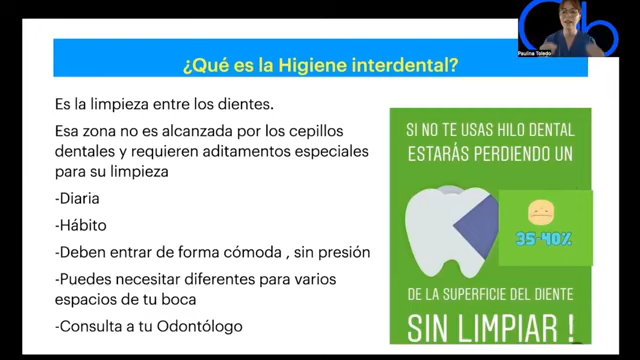 ¿Qué es la Higiene interdental?
Paulina Toledo
Es la limpieza entre los dientes.
Esa zona no es alcanzada por los cepillos
dentales y requieren aditamentos especiales
para su limpieza
-Diaria
-Hábito
-Deben entrar de forma cómoda , sin presión
-Puedes necesitar diferentes para varios
espacios de tu boca
-Consulta a tu Odontólogo
SI NO TE USAS HILO DENTAL
ESTARÁS PERDIENDO UN
35-40%
DE LA SUPERFICIE DEL DIENTE
SIN LIMPIAR !